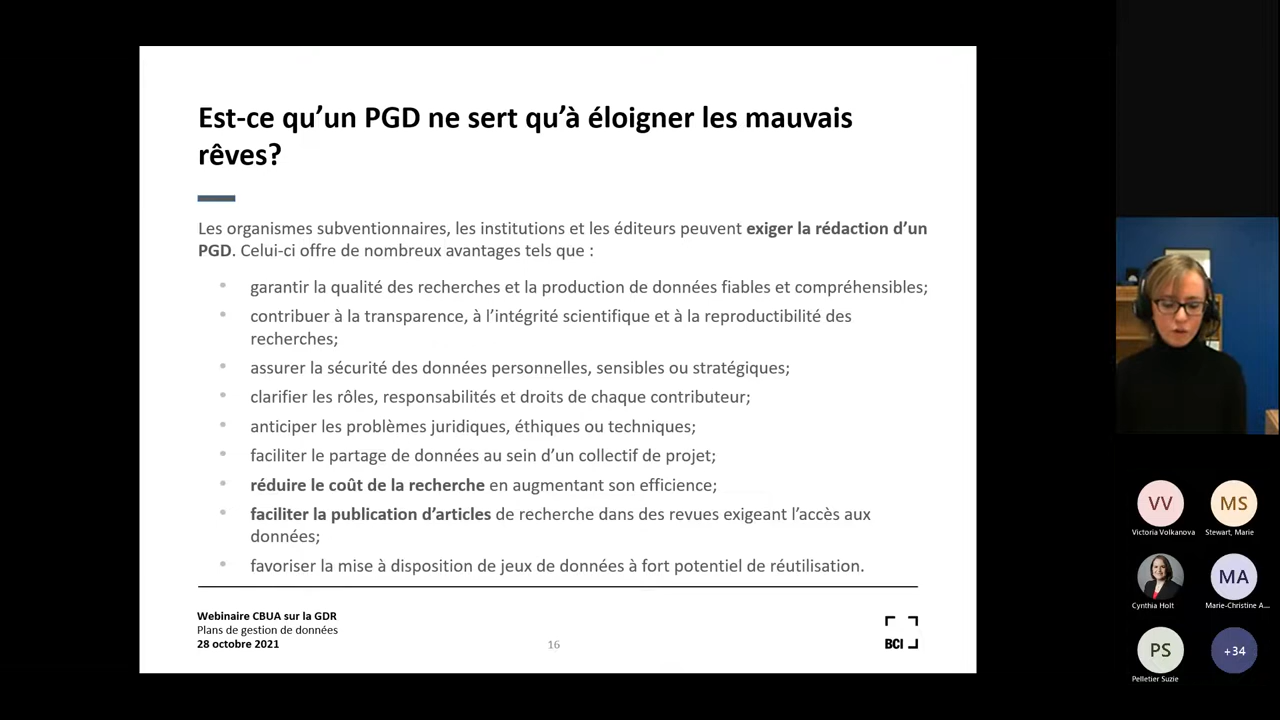 Est-ce qu’un PGD ne sert qu’à éloigner les mauvais
rêves?
Les organismes subventionnaires, les institutions et les éditeurs peuvent exiger la rédaction d’un
PGD. Celui-ci offre de nombreux avantages tels que :
• garantir la qualité des recherches et la production de données fiables et compréhensibles;
• contribuer à la transparence, à l’intégrité scientifique et à la reproductibilité des
recherches;
• assurer la sécurité des données personnelles, sensibles ou stratégiques;
• clarifier les rôles, responsabilités et droits de chaque contributeur;
• anticiper les problèmes juridiques, éthiques ou techniques;
• faciliter le partage de données au sein d’un collectif de projet;
• réduire le coût de la recherche en augmentant son efficience;
• faciliter la publication d’articles de recherche dans des revues exigeant l’accès aux
données;
• favoriser la mise à disposition de jeux de données à fort potentiel de réutilisation.
Webinaire CBUA sur la GDR
Plans de gestion de données
28 octobre 2021
16
BCI
VV
Victoria Volkanova
MS
Stewart, Marie
Cynthia Holt
MA
Marie-Christine A...
PS
Pelletier Suzie
+34